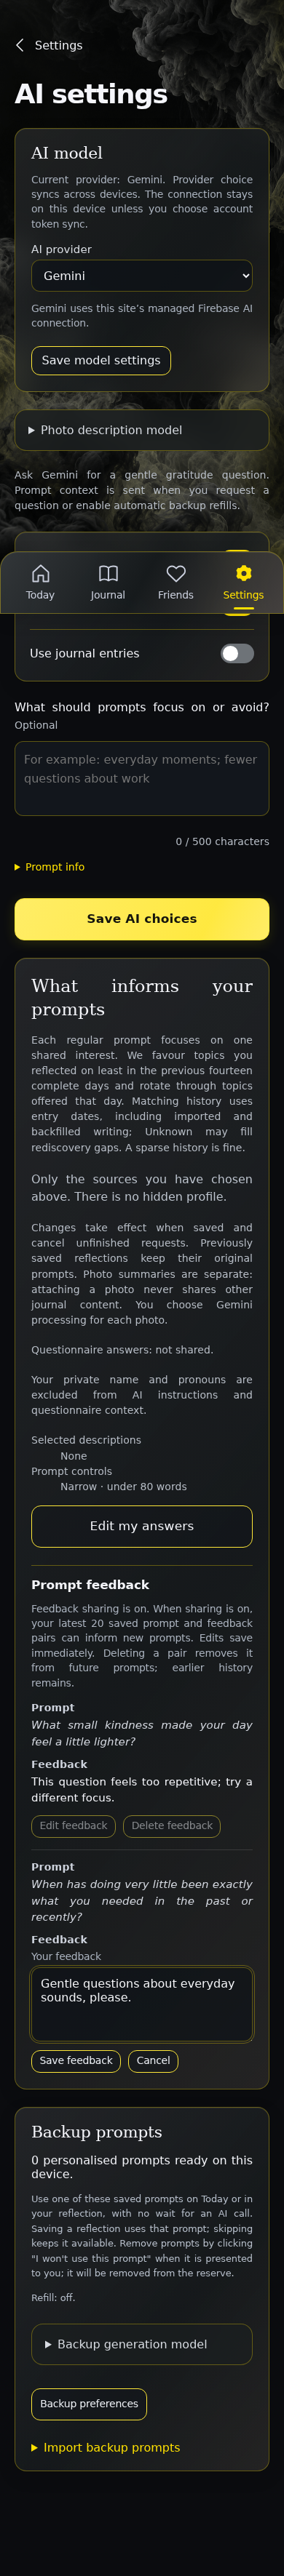 Settings
AI settings
AI model
Current provider: Gemini. Provider choice
syncs across devices. The connection stays
on this device unless you choose account
token sync.
AI provider
Gemini
Gemini uses this site's managed Firebase AI
connection.
Save model settings
Photo description model
Ask Gemini for a gentle gratitude question.
Prompt context is sent when you request a
question or enable automatic backup refills.
Today
Journal
Friends
Settings
Use journal entries
What should prompts focus on or avoid?
Optional
For example: everyday moments; fewer
questions about work
0 / 500 characters
Prompt info
Save AI choices
What informs your
prompts
Each regular prompt focuses on one
shared interest. We favour topics you
reflected on least in the previous fourteen
complete days and rotate through topics
offered that day. Matching history uses
entry dates, including imported and
backfilled writing; Unknown may fill
rediscovery gaps. A sparse history is fine.
Only the sources you have chosen
above. There is no hidden profile.
Changes take effect when saved and
cancel unfinished requests. Previously
saved reflections keep their original
prompts. Photo summaries are separate:
attaching a photo never shares other
journal content. You choose Gemini
processing for each photo.
Questionnaire answers: not shared.
Your private name and pronouns are
excluded from AI instructions and
questionnaire context.
Selected descriptions
None
Prompt controls
Narrow · under 80 words
Edit my answers
Prompt feedback
Feedback sharing is on. When sharing is on,
your latest 20 saved prompt and feedback
pairs can inform new prompts. Edits save
immediately. Deleting a pair removes it
from future prompts; earlier history
remains.
Prompt
What small kindness made your day
feel a little lighter?
Feedback
This question feels too repetitive; try a
different focus.
Edit feedback
Delete feedback
Prompt
When has doing very little been exactly
what you needed in the past or
recently?
Feedback
Your feedback
Gentle questions about everyday
sounds, please.
Save feedback
Cancel
Backup prompts
0 personalised prompts ready on this
device.
Use one of these saved prompts on Today or in
your reflection, with no wait for an AI call.
Saving a reflection uses that prompt; skipping
keeps it available. Remove prompts by clicking
"I won't use this prompt" when it is presented
to you; it will be removed from the reserve.
Refill: off.
Backup generation model
Backup preferences
Import backup prompts